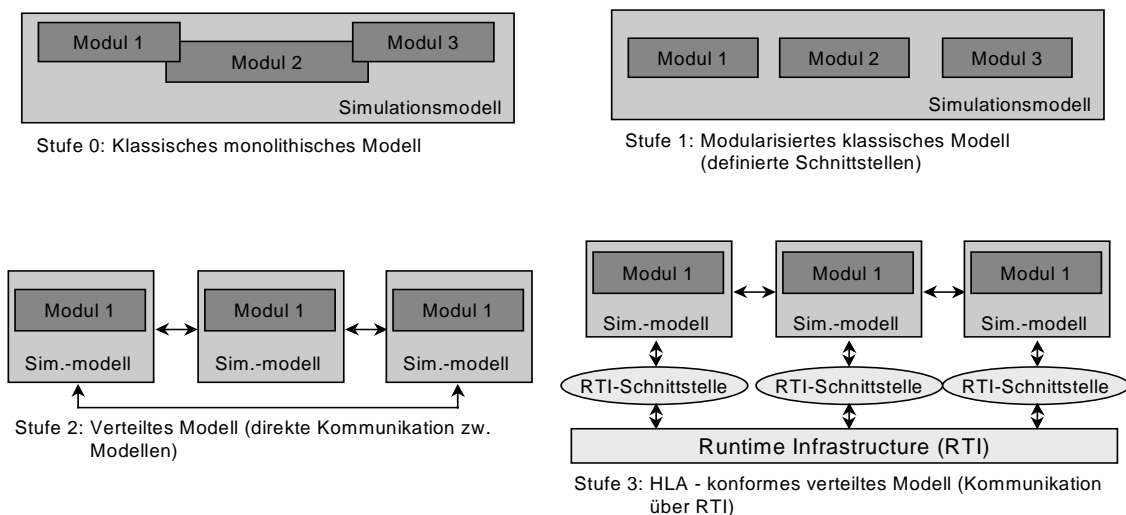 Modul 1
Modul 2
Modul 3
Simulationsmodell
Stufe 0: Klassisches monolithisches Modell
Modul 1
Modul 2
Modul 3
Simulationsmodell
Stufe 1: Modularisiertes klassisches Modell
(definierte Schnittstellen)
Modul 1
Modul 1
Modul 1
Sim.-modell
Sim.-modell
Sim.-modell
Stufe 2: Verteiltes Modell (direkte Kommunikation zw.
Modellen)
Modul 1
Modul 1
Modul 1
Sim.-modell
Sim.-modell
Sim.-modell
RTI-Schnittstelle
RTI-Schnittstelle
RTI-Schnittstelle
Runtime Infrastructure (RTI)
Stufe 3: HLA - konformes verteiltes Modell (Kommunikation
über RTI)